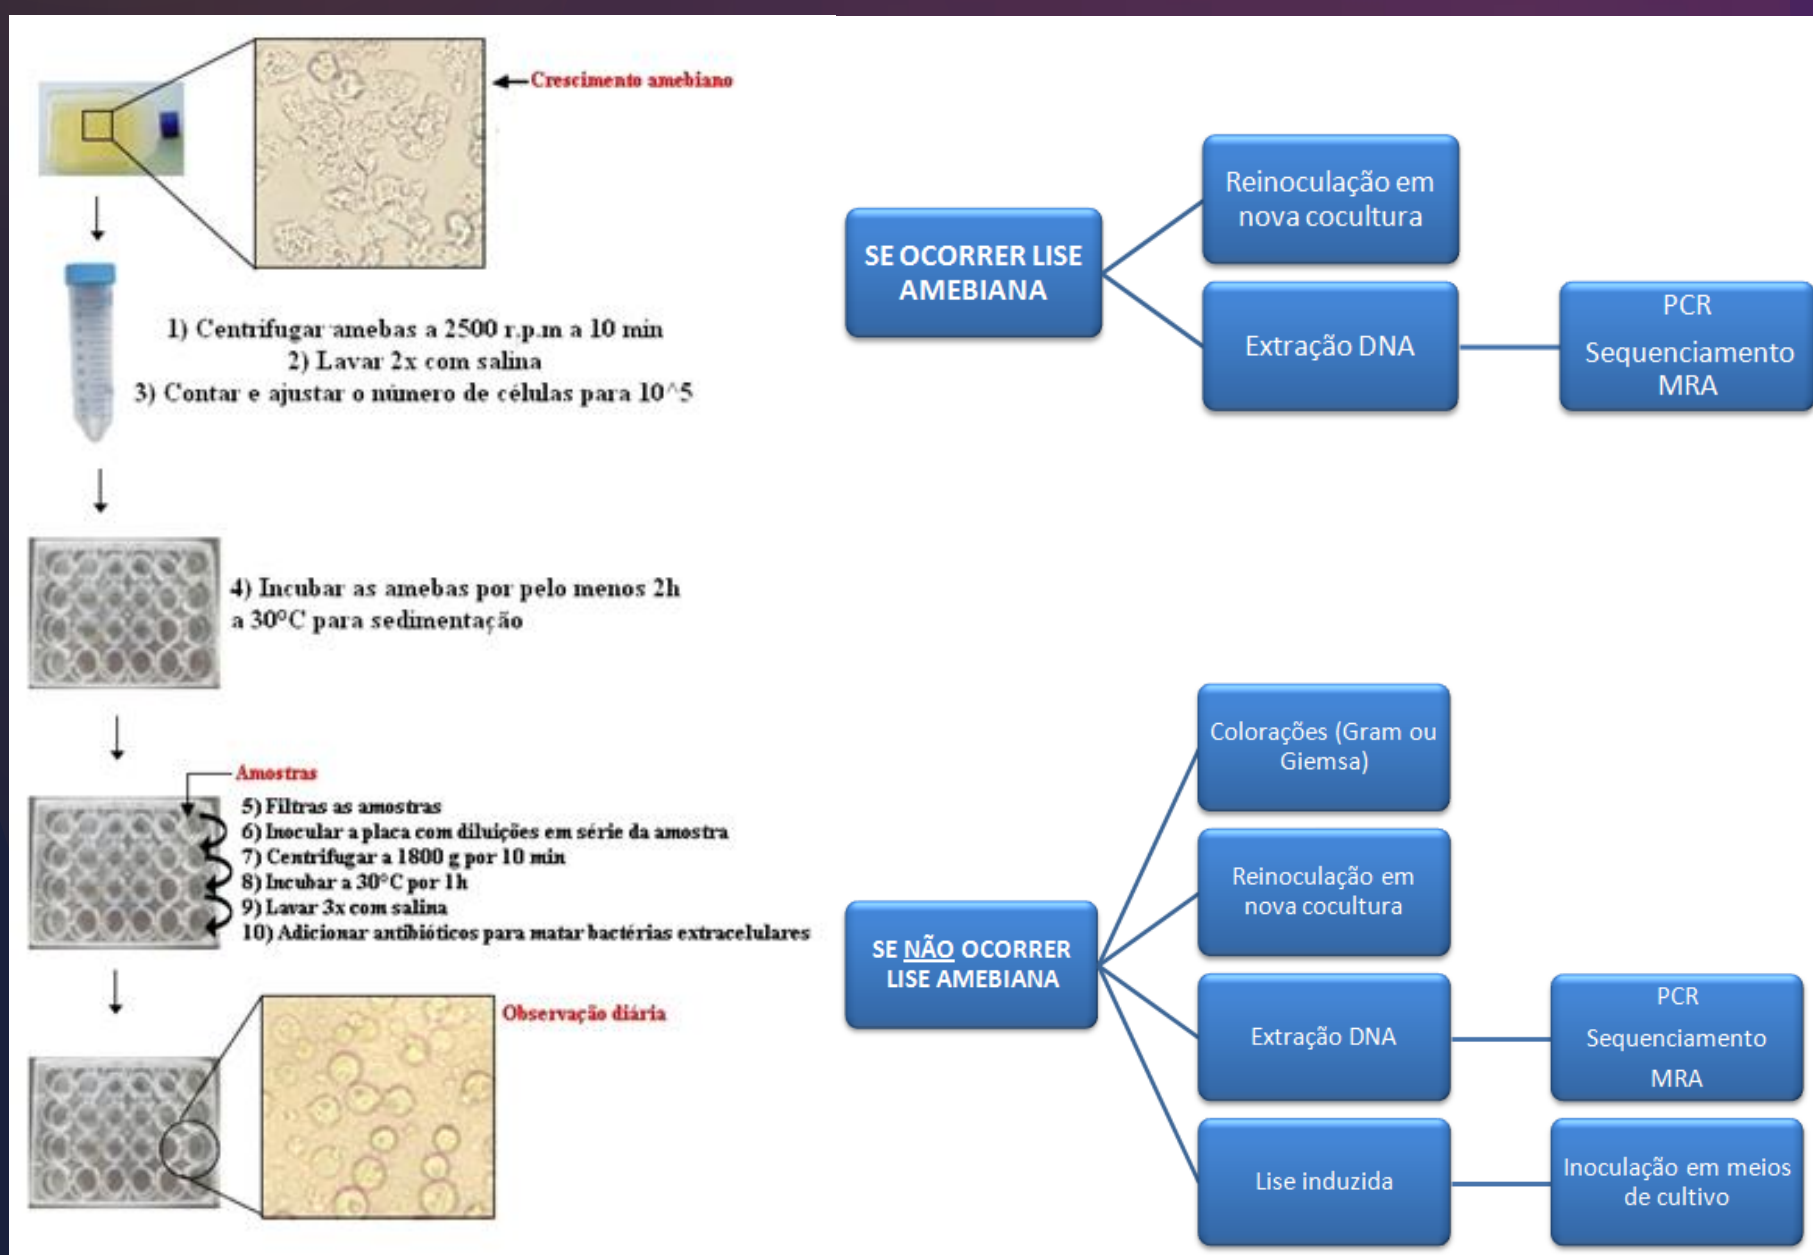 Crescimento amebiano
1) Centrifugar amebas a 2500 r.p.m a 10 min
2) Lavar 2x com salina
3) Contar e ajustar o número de células para 10^5
4) Incubar as amebas por pelo menos 2h
a 30°C para sedimentação
Amostras
5) Filtras as amostras
6) Inocular a placa com diluições em série da amostra
7) Centrifugar a 1800 g por 10 min
8) Incubar a 30°C por 1h
9) Lavar 3x com salina
10) Adicionar antibióticos para matar bactérias extracelulares
Observação diária
SE OCORRER LISE
AMEBIANA
Reinoculação em
nova cocultura
Extração DNA
PCR
Sequenciamento
MRA
SE NÃO OCORRER
LISE AMEBIANA
Colorações (Gram ou
Giemsa)
Reinoculação em
nova cocultura
Extração DNA
PCR
Sequenciamento
MRA
Lise induzida
Inoculação em meios
de cultivo